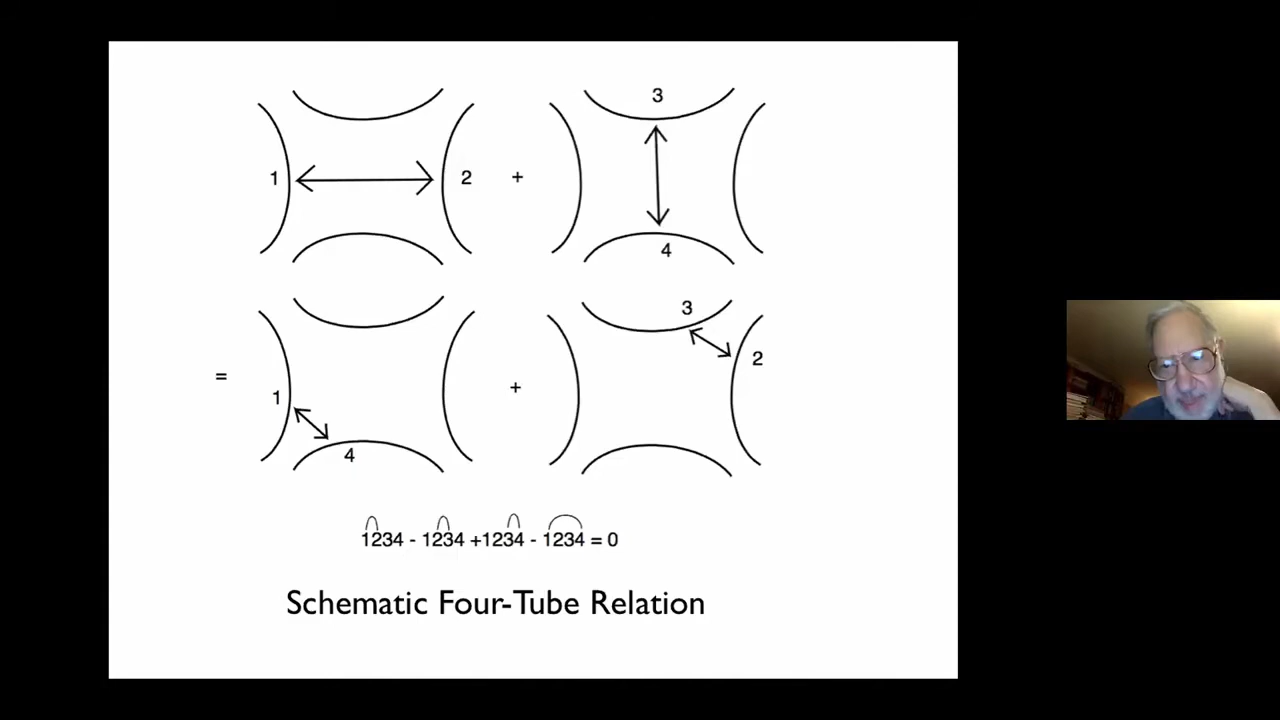 3
1 2 +
4
3
2
= 1 +
4
1234 - 1234 +1234 - 1234 = 0
Schematic Four-Tube Relation